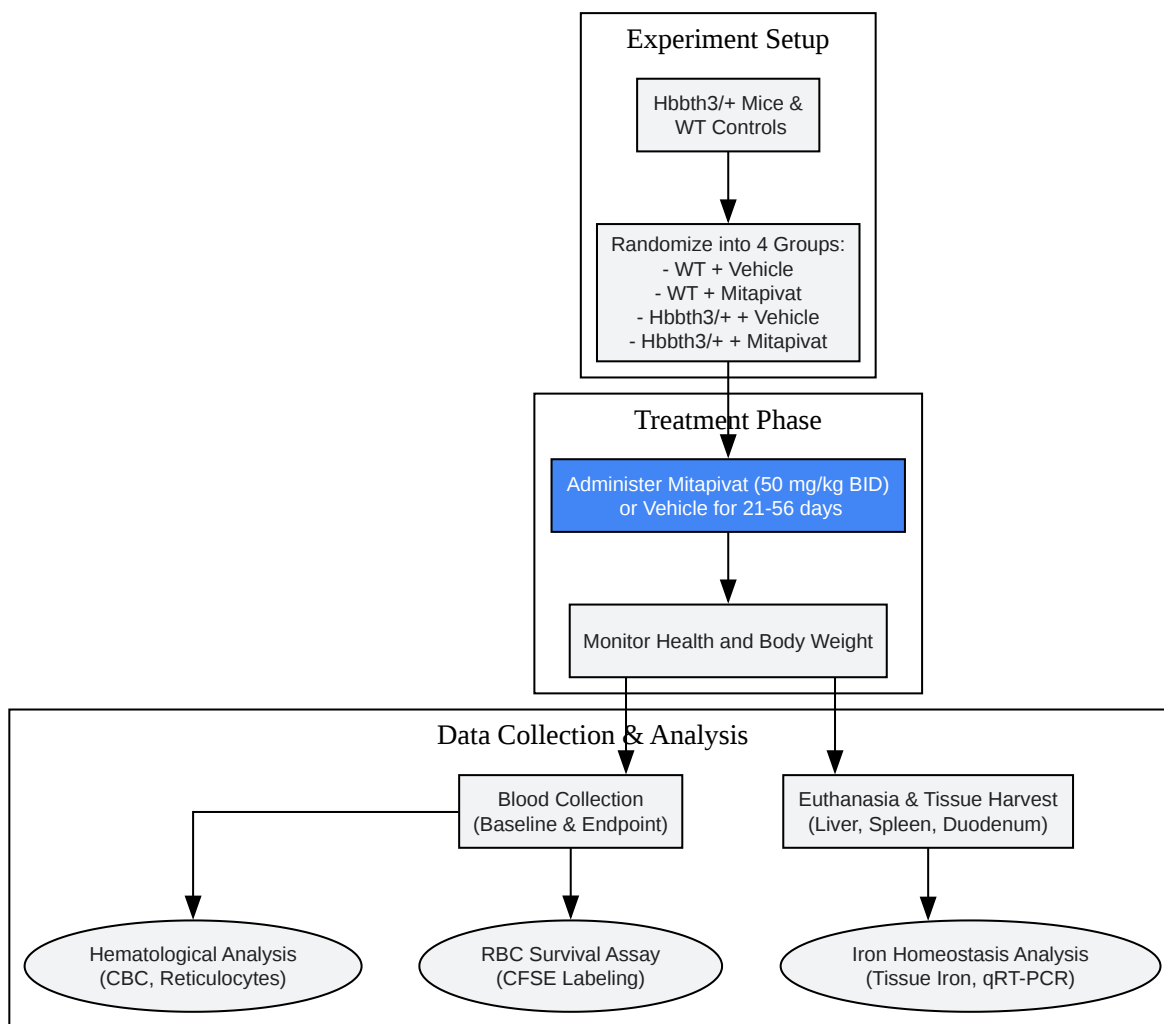 Experiment Setup
Hbbth3/+ Mice &
WT Controls
Randomize into 4 Groups:
- WT + Vehicle
- WT + Mitapivat
- Hbbth3/+ + Vehicle
- Hbbth3/+ + Mitapivat
Treatment Phase
Administer Mitapivat (50 mg/kg BID)
or Vehicle for 21-56 days
Monitor Health and Body Weight
Data Collection & Analysis
Blood Collection
(Baseline & Endpoint)
Euthanasia & Tissue Harvest
(Liver, Spleen, Duodenum)
Hematological Analysis
(CBC, Reticulocytes)
RBC Survival Assay
(CFSE Labeling)
Iron Homeostasis Analysis
(Tissue Iron, qRT-PCR)